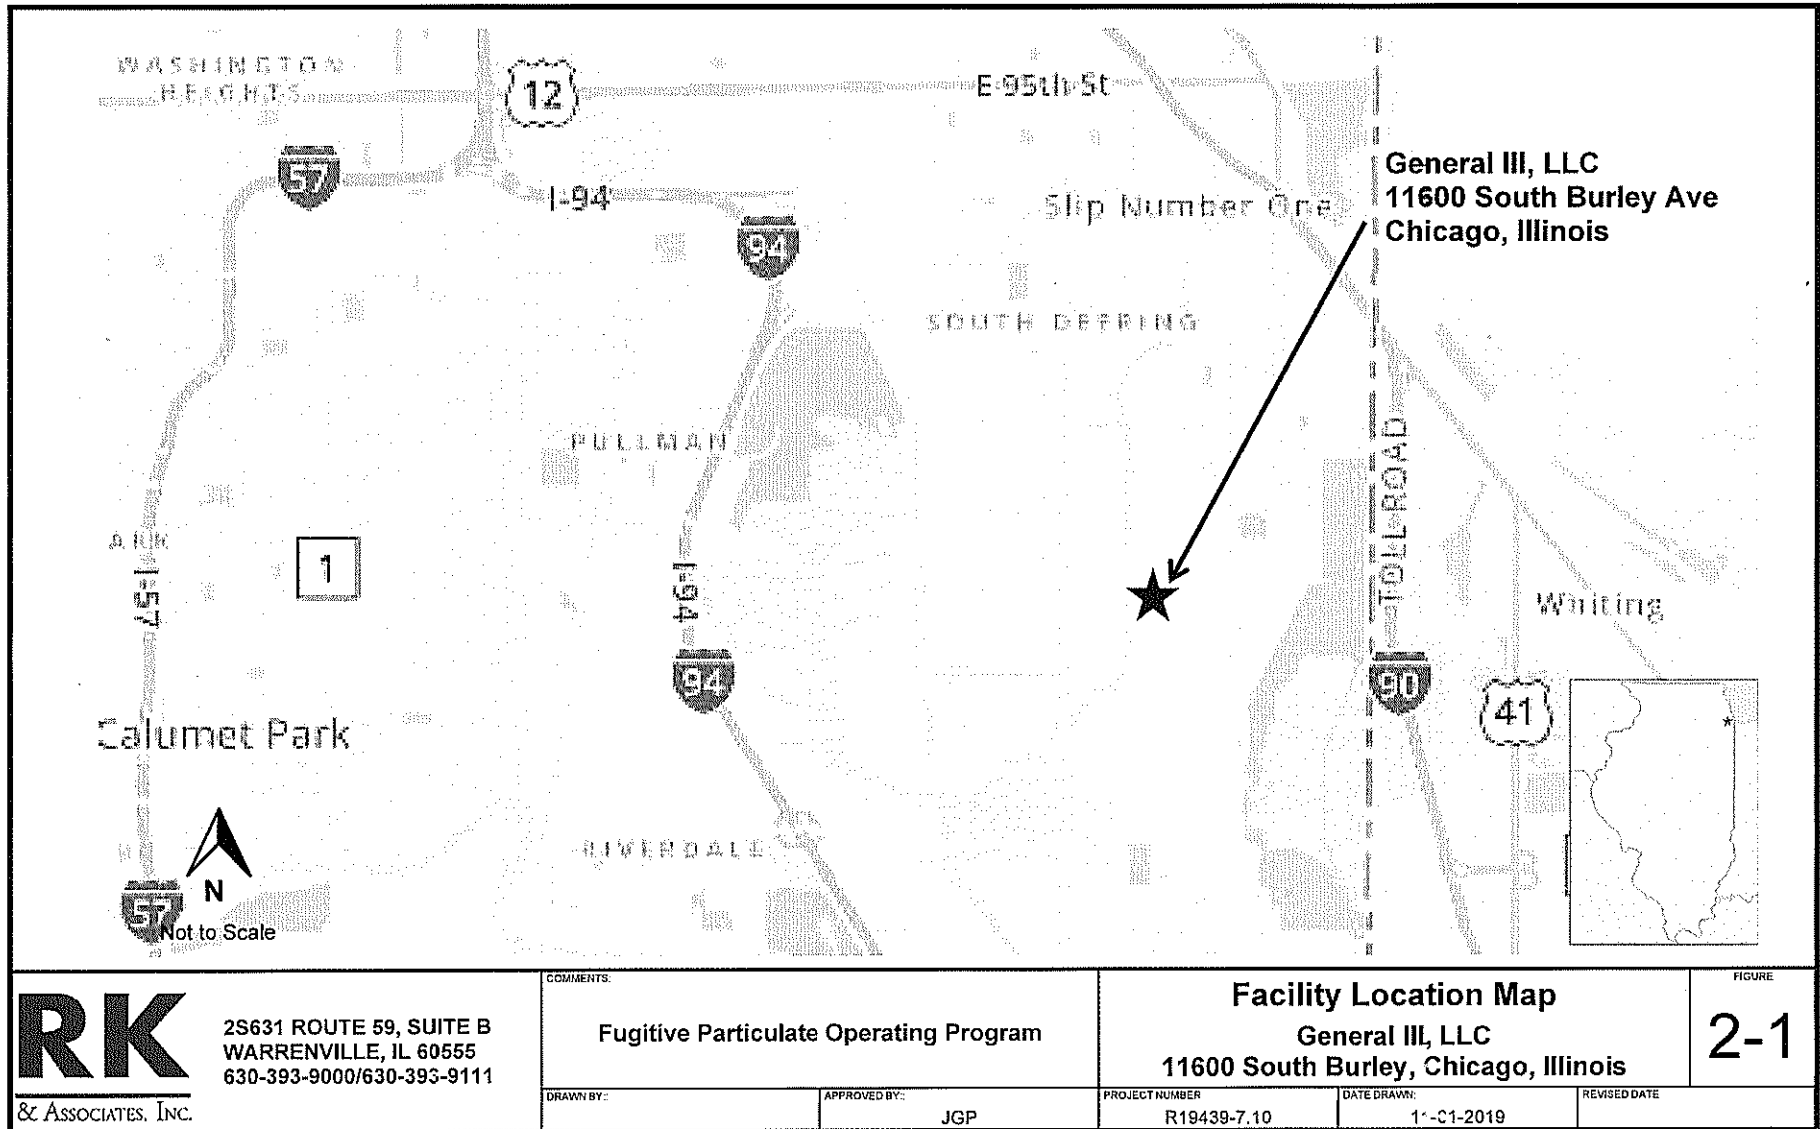 WASHINGTON
HEIGHTS
12
E 95th St
57
I-94
94
Slip Number One
General III, LLC
11600 South Burley Ave
Chicago, Illinois
SOUTH DEERING
PULLMAN
TOLL ROAD
1
I-57
I-94
Whiting
94
90
41
Calumet Park
RIVERDALE
N
57
Not to Scale
RK
& ASSOCIATES, INC.
2S631 ROUTE 59, SUITE B
WARRENVILLE, IL 60555
630-393-9000/630-393-9111
COMMENTS:
Fugitive Particulate Operating Program
Facility Location Map
General III, LLC
11600 South Burley, Chicago, Illinois
FIGURE
2-1
DRAWN BY:
APPROVED BY:
JGP
PROJECT NUMBER
R19439-7.10
DATE DRAWN:
REVISED DATE